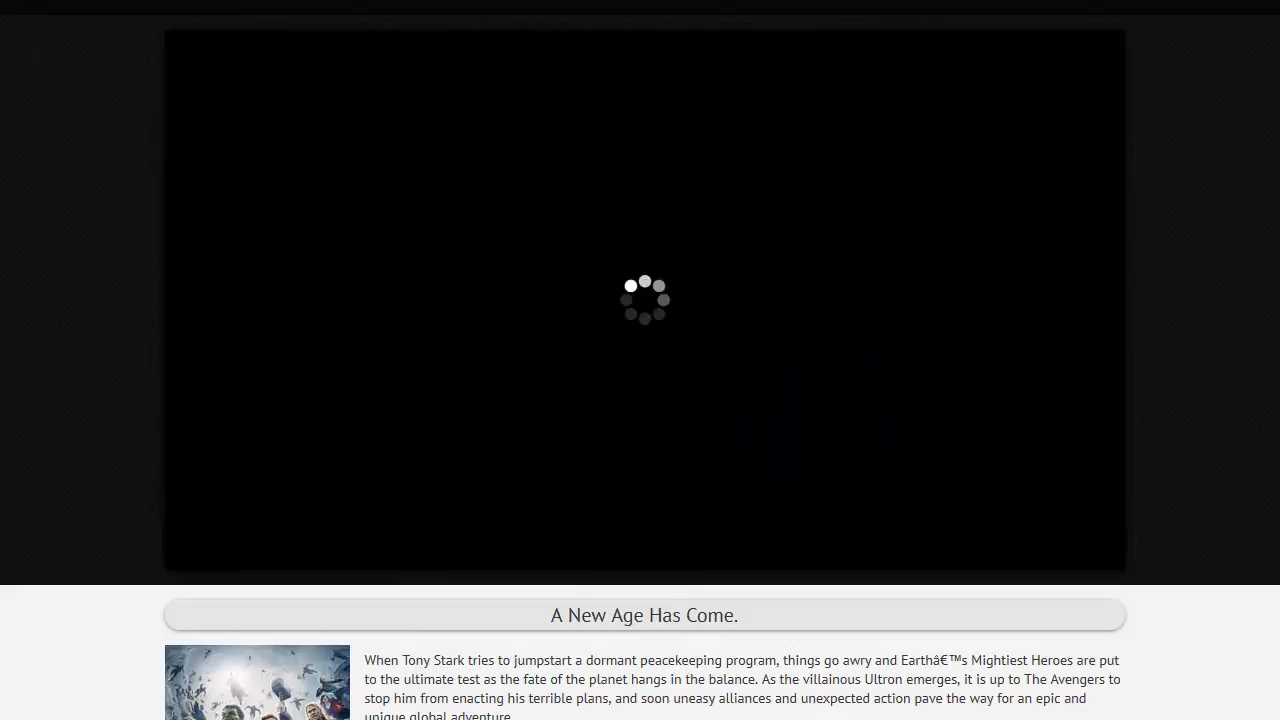 A New Age Has Come.
When Tony Stark tries to jumpstart a dormant peacekeeping program, things go awry and Earthâ€™s Mightiest Heroes are put
to the ultimate test as the fate of the planet hangs in the balance. As the villainous Ultron emerges, it is up to The Avengers to
stop him from enacting his terrible plans, and soon uneasy alliances and unexpected action pave the way for an epic and
unique global adventure.